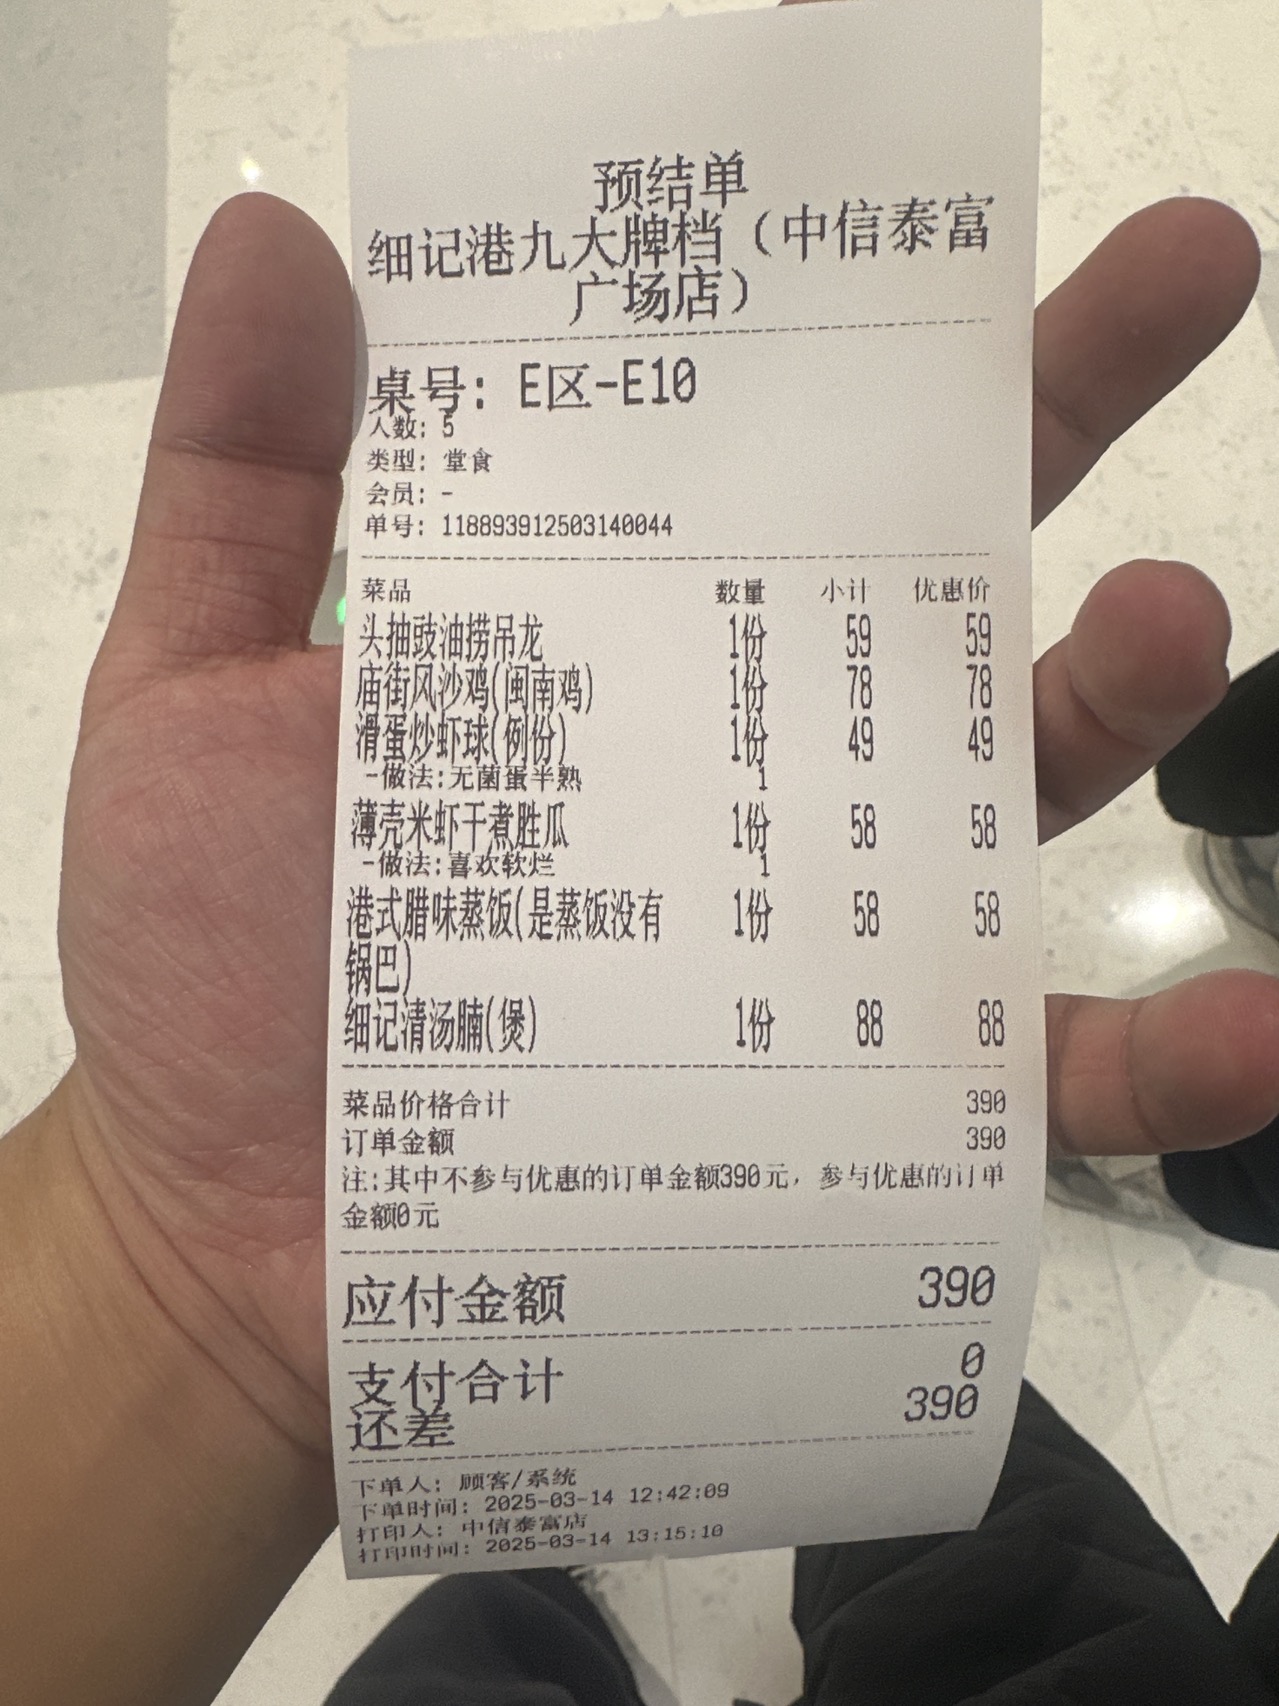 预结单
细记港九大牌档（中信泰富
广场店）
桌号: E区-E10
人数: 5
类型: 堂食
会员: -
单号: 118893912503140044
菜品 数量 小计 优惠价
头抽豉油捞吊龙 1份 59 59
庙街风沙鸡(闽南鸡) 1份 78 78
滑蛋炒虾球(例份) 1份 49 49
-做法:无菌蛋半熟 1
薄壳米虾干煮胜瓜 1份 58 58
-做法:喜欢软烂 1
港式腊味蒸饭(是蒸饭没有 1份 58 58
锅巴)
细记清汤腩(煲) 1份 88 88
菜品价格合计 390
订单金额 390
注:其中不参与优惠的订单金额390元，参与优惠的订单
金额0元
应付金额 390
支付合计 0
还差 390
下单人: 顾客/系统
下单时间: 2025-03-14 12:42:09
打印人: 中信泰富店
打印时间: 2025-03-14 13:15:10